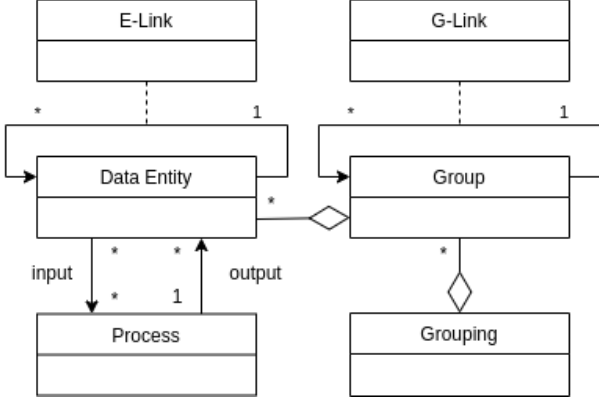 E-Link
G-Link
* 1 * 1
Data Entity
Group
*
* * *
input output
* 1
Process
Grouping